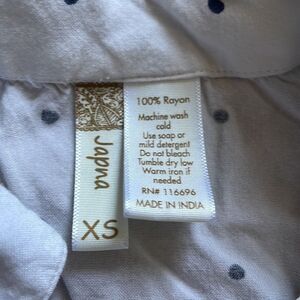 Japna
XS
100% Rayon
Machine wash
cold
Use soap or
mild detergent
Do not bleach
Tumble dry low
Warm iron if
needed
RN# 116696
MADE IN INDIA